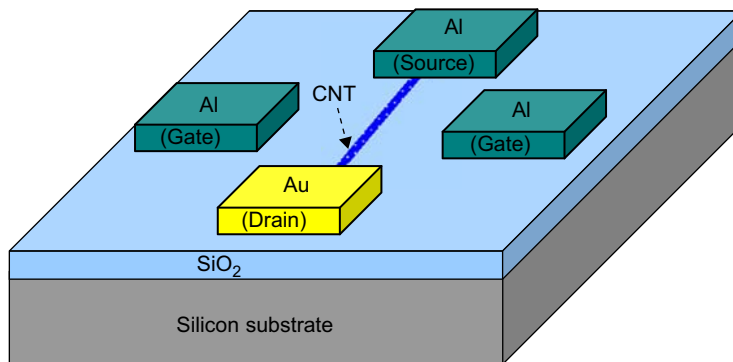 Al
(Source)
CNT
Al
(Gate)
Al
(Gate)
Au
(Drain)
SiO₂
Silicon substrate